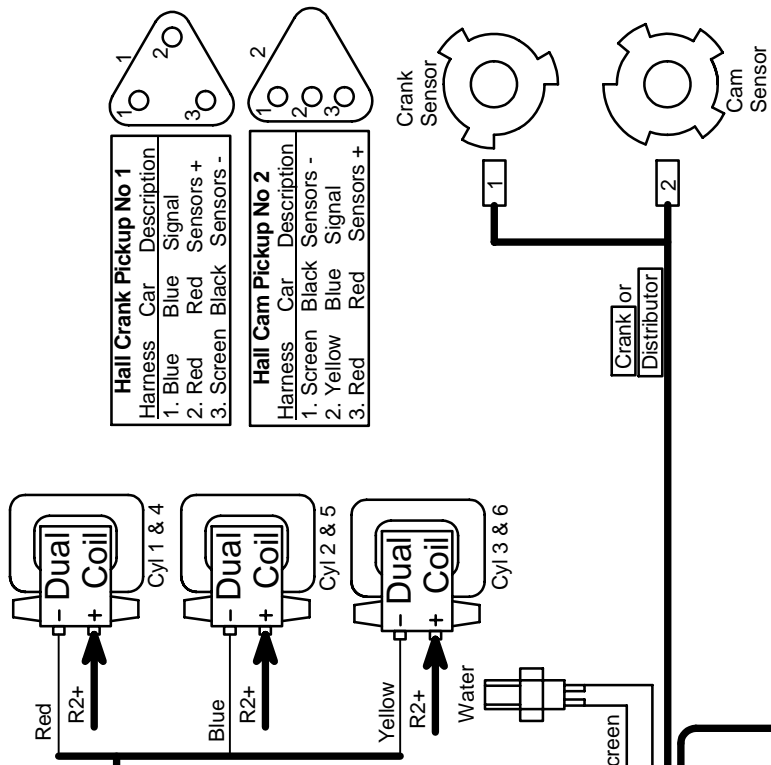 Hall Crank Pickup No 1
Harness Car Description
1. Blue Blue Signal
2. Red Red Sensors +
3. Screen Black Sensors -
1
1
2
3
Hall Cam Pickup No 2
Harness Car Description
1. Screen Black Sensors -
2. Yellow Blue Signal
3. Red Red Sensors +
2
1
2
3
Crank
Sensor
1
Cam
Sensor
2
Crank or
Distributor
Dual
Coil
- +
Cyl 1 & 4
Red
R2+
Dual
Coil
- +
Cyl 2 & 5
Blue
R2+
Dual
Coil
- +
Cyl 3 & 6
Yellow
R2+
Water
creen